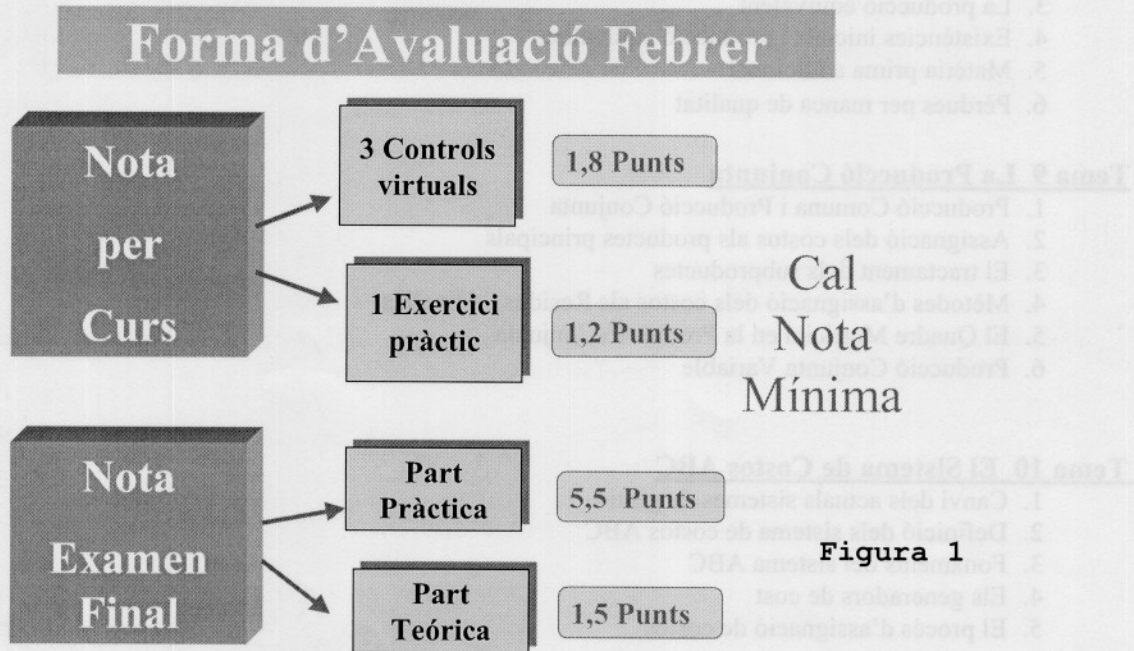 Forma d'Avaluació Febrer
Nota
per
Curs
3 Controls
virtuals
1,8 Punts
1 Exercici
pràctic
1,2 Punts
Cal
Nota
Mínima
Nota
Examen
Final
Part
Pràctica
5,5 Punts
Part
Teórica
1,5 Punts
Figura 1
3. La producció equivalent
4. Existències inicials
5. Matèria prima
6. Pèrdues per manca de qualitat
Tema 9 La Producció Conjunta
1. Producció Comuna i Producció Conjunta
2. Assignació dels costos als productes principals
3. El tractament dels subproductes
4. Mètodes d'assignació dels costos als
5. El Quadre
6. Producció Conjunta Variable
Tema 10 El Sistema de Costos ABC
1. Canvi dels actuals sistemes
2. Definició dels sistema de costos ABC
3. Fonaments del sistema ABC
4. Els generadors de cost
5. El procés d'assignació de